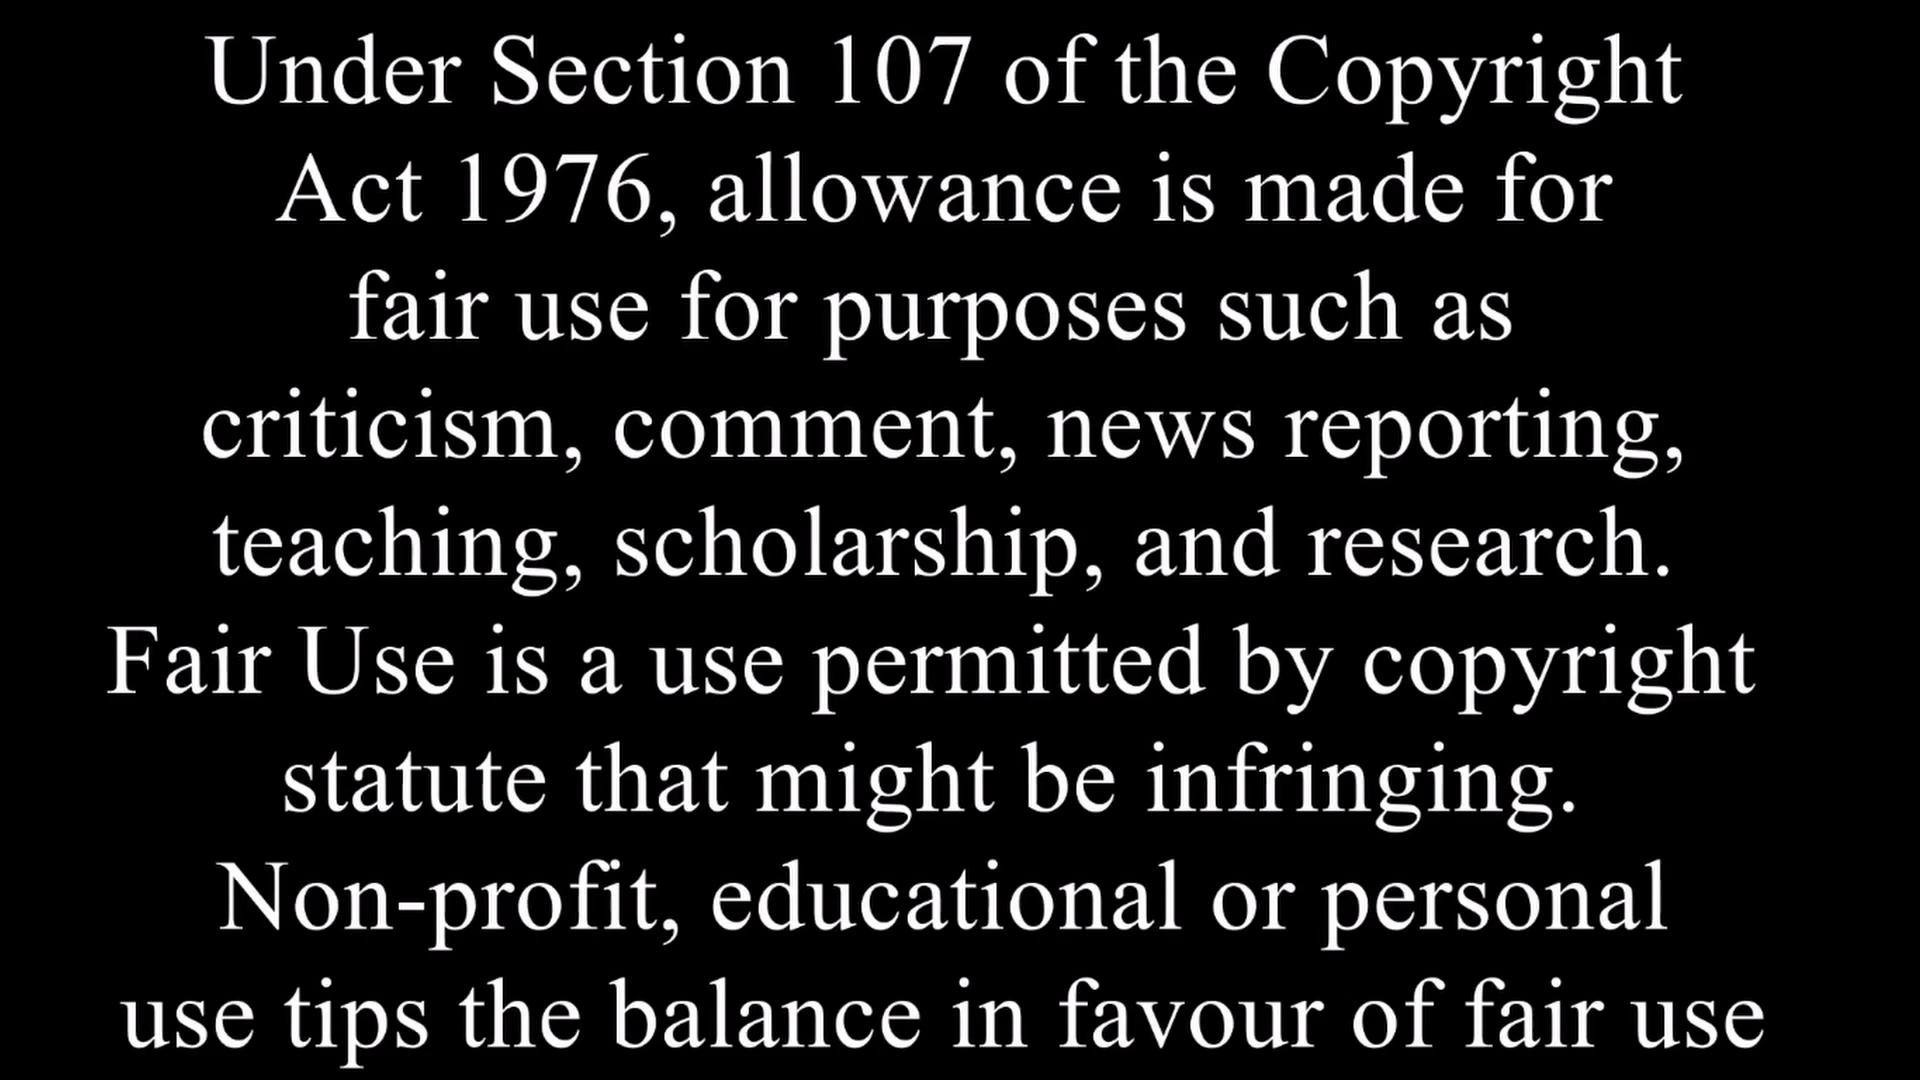 Under Section 107 of the Copyright
Act 1976, allowance is made for
fair use for purposes such as
criticism, comment, news reporting,
teaching, scholarship, and research.
Fair Use is a use permitted by copyright
statute that might be infringing.
Non-profit, educational or personal
use tips the balance in favour of fair use